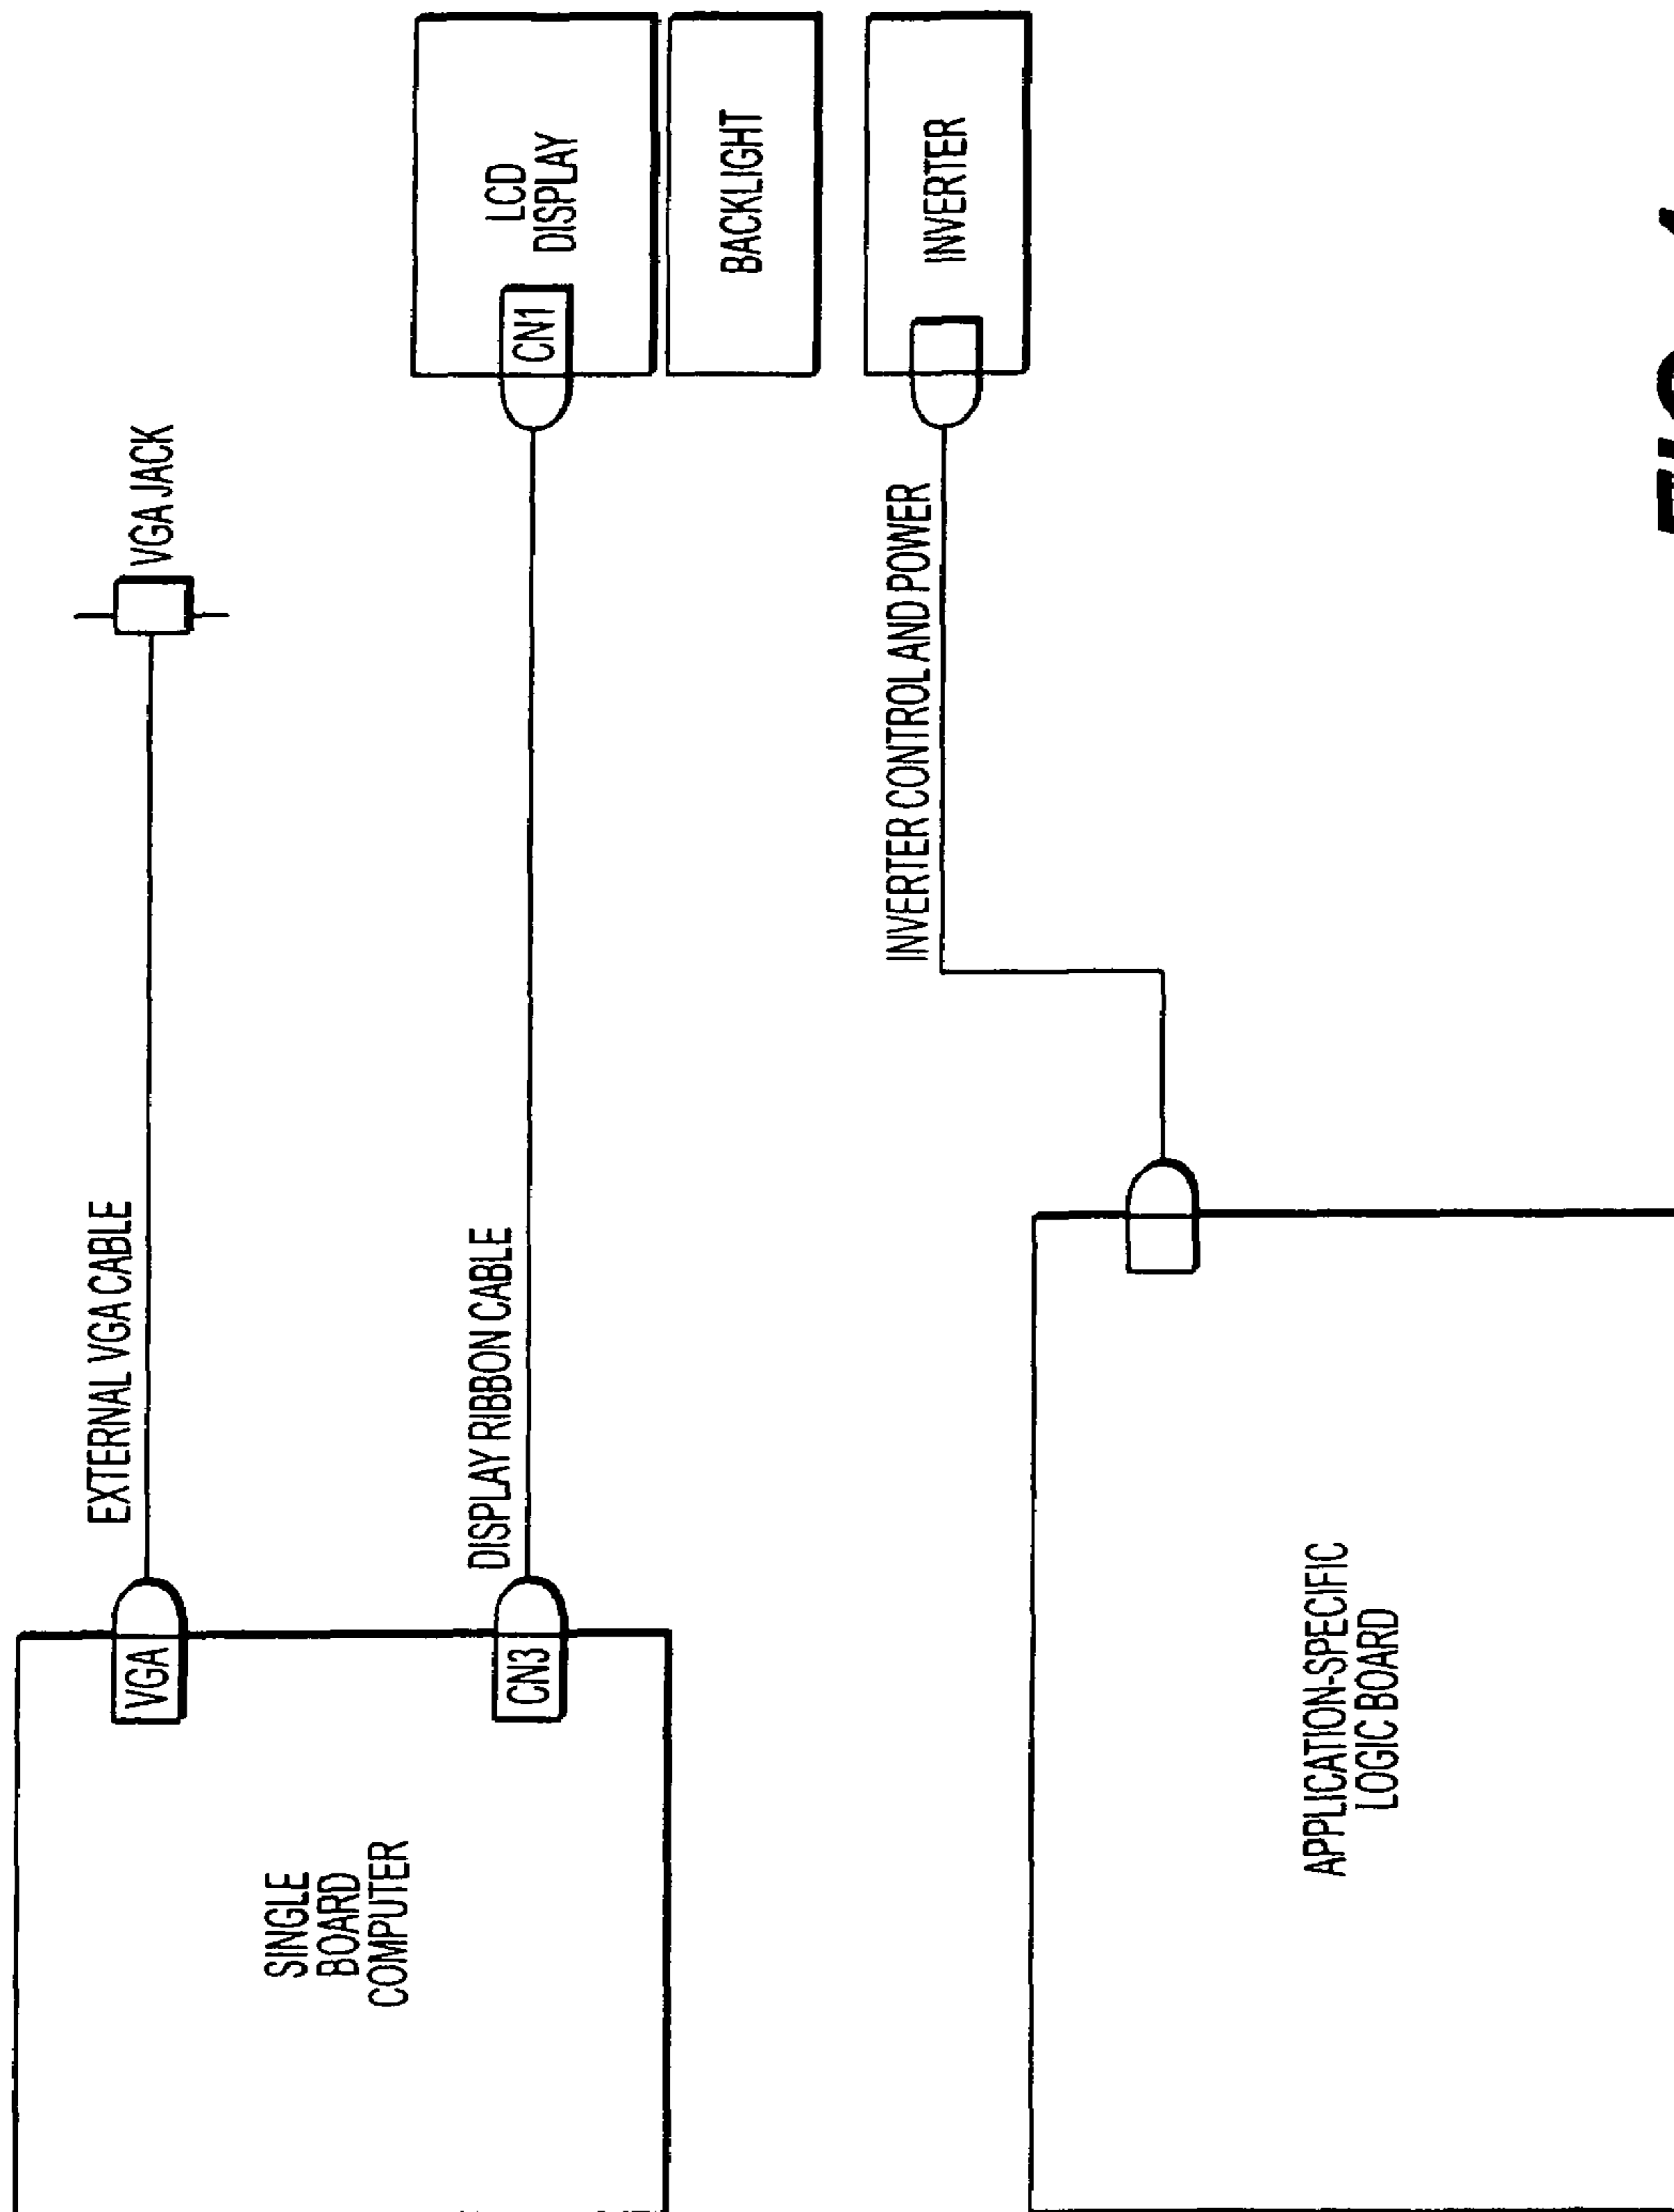 EXTERNAL VGA CABLE
VGA JACK
VGA
SINGLE
BOARD
COMPUTER
DISPLAY RIBBON CABLE
CN3
CN1
LCD
DISPLAY
BACKLIGHT
INVERTER CONTROL AND POWER
INVERTER
APPLICATION-SPECIFIC
LOGIC BOARD